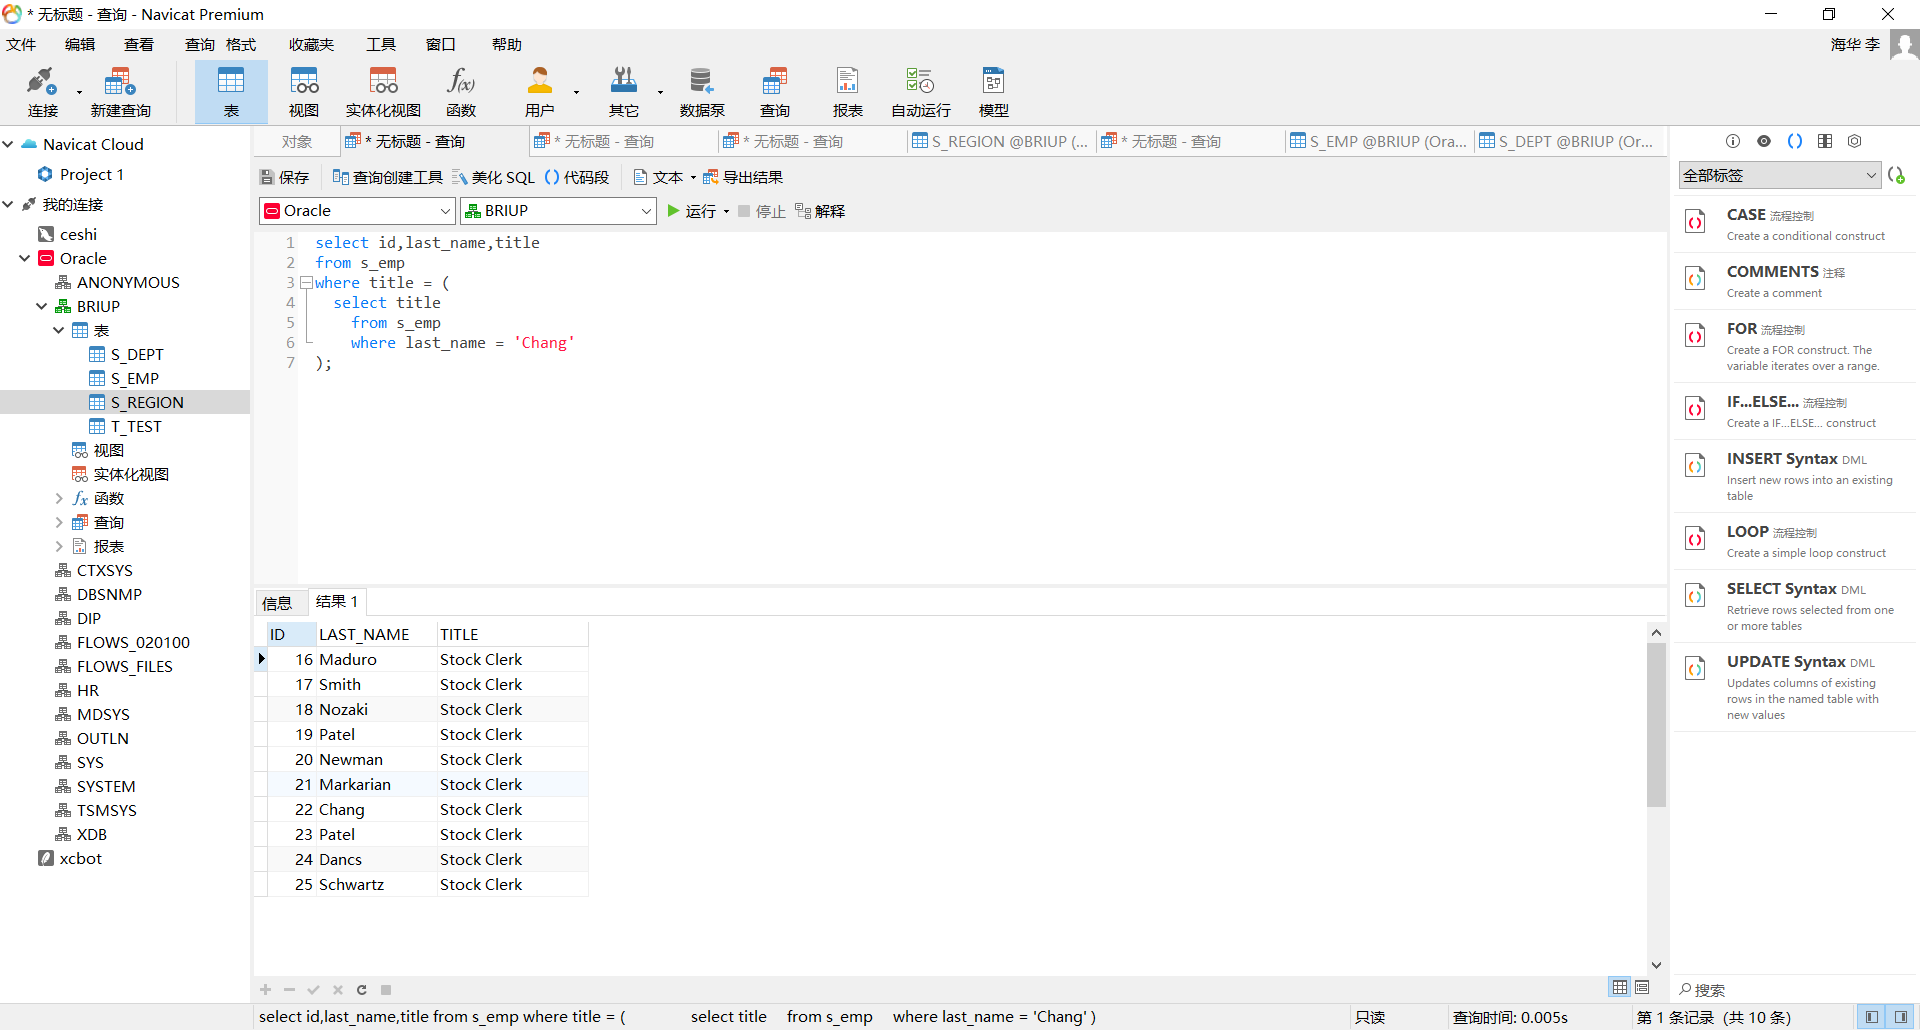 * 无标题 - 查询 - Navicat Premium
文件 编辑 查看 查询 格式 收藏夹 工具 窗口 帮助 海华 李
连接 新建查询 表 视图 实体化视图 函数 用户 其它 数据泵 查询 报表 自动运行 模型
对象 * 无标题 - 查询 * 无标题 - 查询 * 无标题 - 查询 S_REGION @BRIUP (... * 无标题 - 查询 S_EMP @BRIUP (Ora... S_DEPT @BRIUP (Or...
保存 查询创建工具 美化 SQL () 代码段 文本 导出结果
Oracle BRIUP 运行 停止 解释
1 select id,last_name,title
2 from s_emp
3 where title = (
4 select title
5 from s_emp
6 where last_name = 'Chang'
7 );
Navicat Cloud
Project 1
我的连接
ceshi
Oracle
ANONYMOUS
BRIUP
表
S_DEPT
S_EMP
S_REGION
T_TEST
视图
实体化视图
fx 函数
查询
报表
CTXSYS
DBSNMP
DIP
FLOWS_020100
FLOWS_FILES
HR
MDSYS
OUTLN
SYS
SYSTEM
TSMSYS
XDB
xcbot
信息 结果 1
ID LAST_NAME TITLE
16 Maduro Stock Clerk
17 Smith Stock Clerk
18 Nozaki Stock Clerk
19 Patel Stock Clerk
20 Newman Stock Clerk
21 Markarian Stock Clerk
22 Chang Stock Clerk
23 Patel Stock Clerk
24 Dancs Stock Clerk
25 Schwartz Stock Clerk
全部标签
CASE 流程控制
Create a conditional construct
COMMENTS 注释
Create a comment
FOR 流程控制
Create a FOR construct. The
variable iterates over a range.
IF...ELSE... 流程控制
Create a IF...ELSE... construct
INSERT Syntax DML
Insert new rows into an existing
table
LOOP 流程控制
Create a simple loop construct
SELECT Syntax DML
Retrieve rows selected from one
or more tables
UPDATE Syntax DML
Updates columns of existing
rows in the named table with
new values
搜索
select id,last_name,title from s_emp where title = ( select title from s_emp where last_name = 'Chang' ) 只读 查询时间: 0.005s 第 1 条记录 (共 10 条)